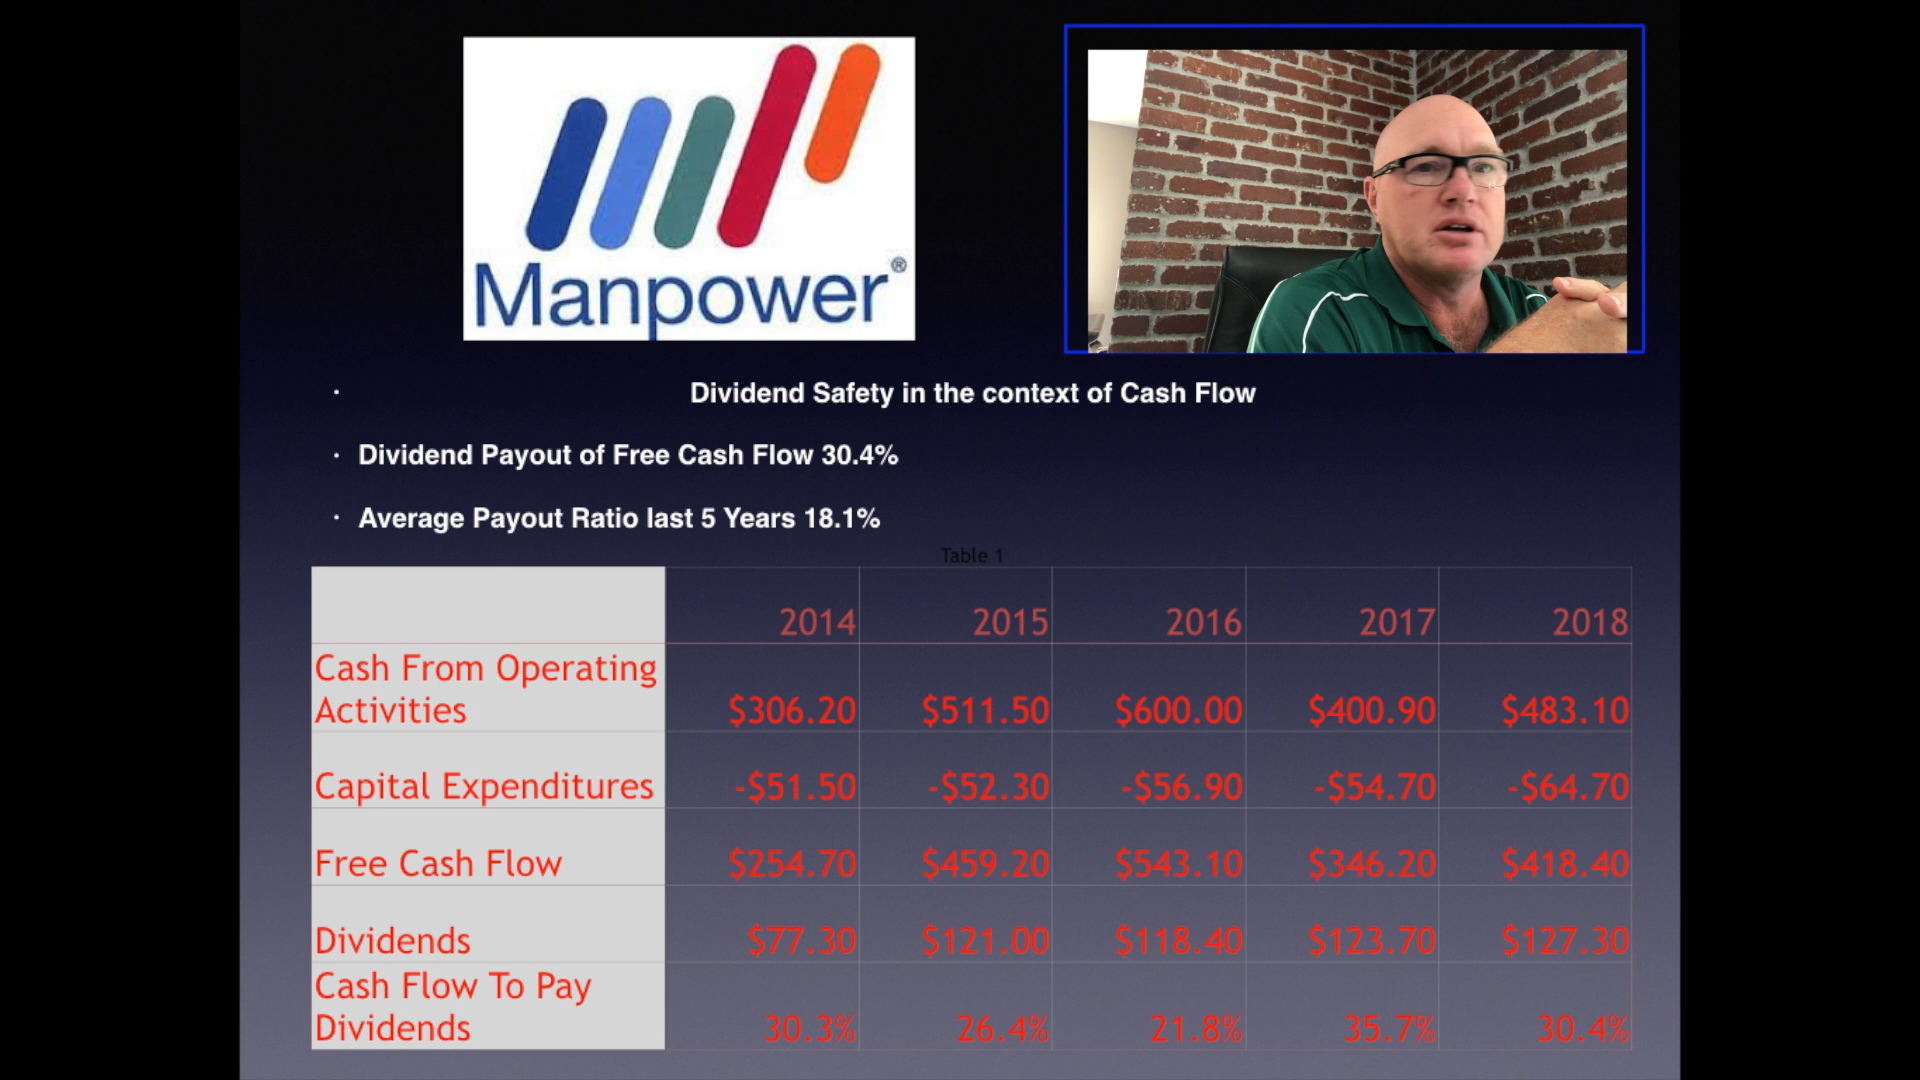 Manpower®
· Dividend Safety in the context of Cash Flow
· Dividend Payout of Free Cash Flow 30.4%
· Average Payout Ratio last 5 Years 18.1%
Table 1
2014 2015 2016 2017 2018
Cash From Operating
Activities $306.20 $511.50 $600.00 $400.90 $483.10
Capital Expenditures -$51.50 -$52.30 -$56.90 -$54.70 -$64.70
Free Cash Flow $254.70 $459.20 $543.10 $346.20 $418.40
Dividends $77.30 $121.00 $118.40 $123.70 $127.30
Cash Flow To Pay
Dividends 30.3% 26.4% 21.8% 35.7% 30.4%